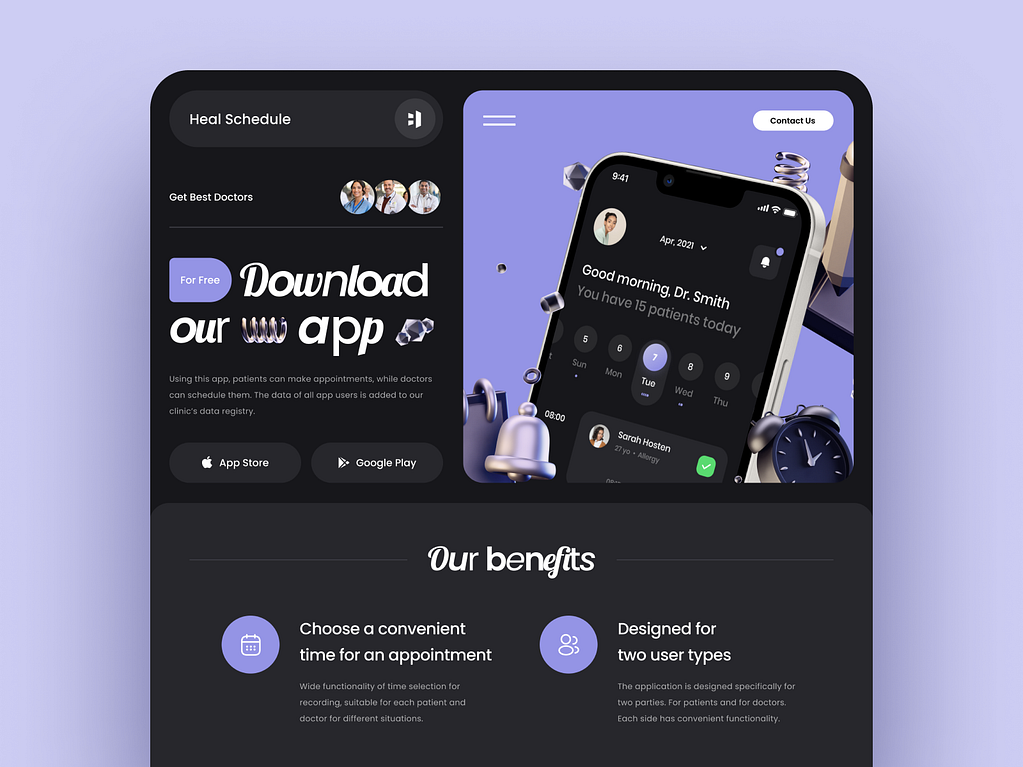 Heal Schedule
Get Best Doctors
For Free
Download
our app
Using this app, patients can make appointments, while doctors
can schedule them. The data of all app users is added to our
clinic's data registry.
App Store
Google Play
Contact Us
9:41
Apr, 2021
Good morning, Dr. Smith
You have 15 patients today
5 6 7 8 9
Sun Mon Tue Wed Thu
08:00
Sarah Hosten
27 yo • Allergy
Our benefits
Choose a convenient
time for an appointment
Wide functionality of time selection for
recording, suitable for each patient and
doctor for different situations.
Designed for
two user types
The application is designed specifically for
two parties. For patients and for doctors.
Each side has convenient functionality.